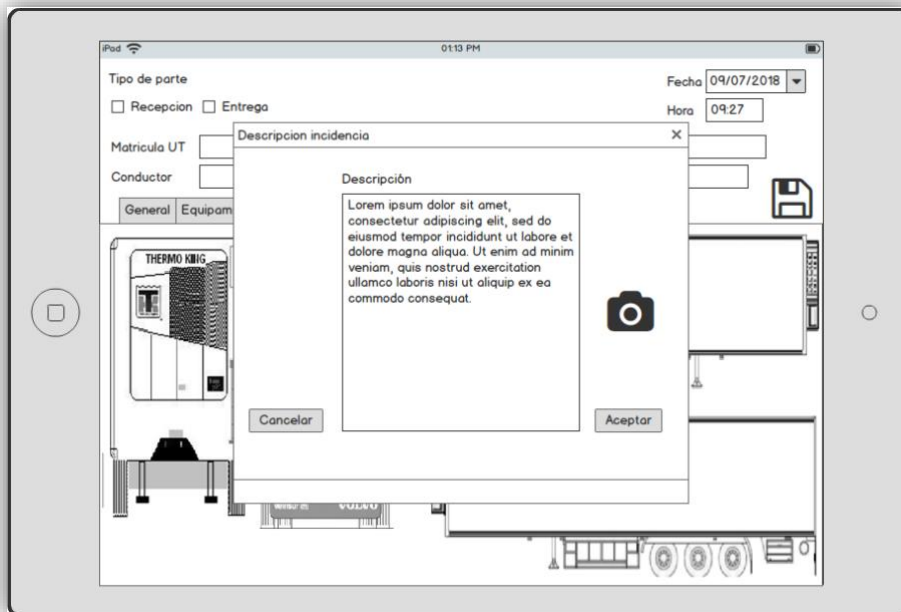 iPad
01:13 PM
Tipo de parte
Fecha 09/07/2018
Recepcion Entrega
Hora 09:27
Matricula UT
Conductor
General Equipam
Descripcion incidencia
Descripción
Lorem ipsum dolor sit amet,
consectetur adipiscing elit, sed do
eiusmod tempor incididunt ut labore et
dolore magna aliqua. Ut enim ad minim
veniam, quis nostrud exercitation
ullamco laboris nisi ut aliquip ex ea
commodo consequat.
Cancelar
Aceptar
THERMO KING
VOLVO